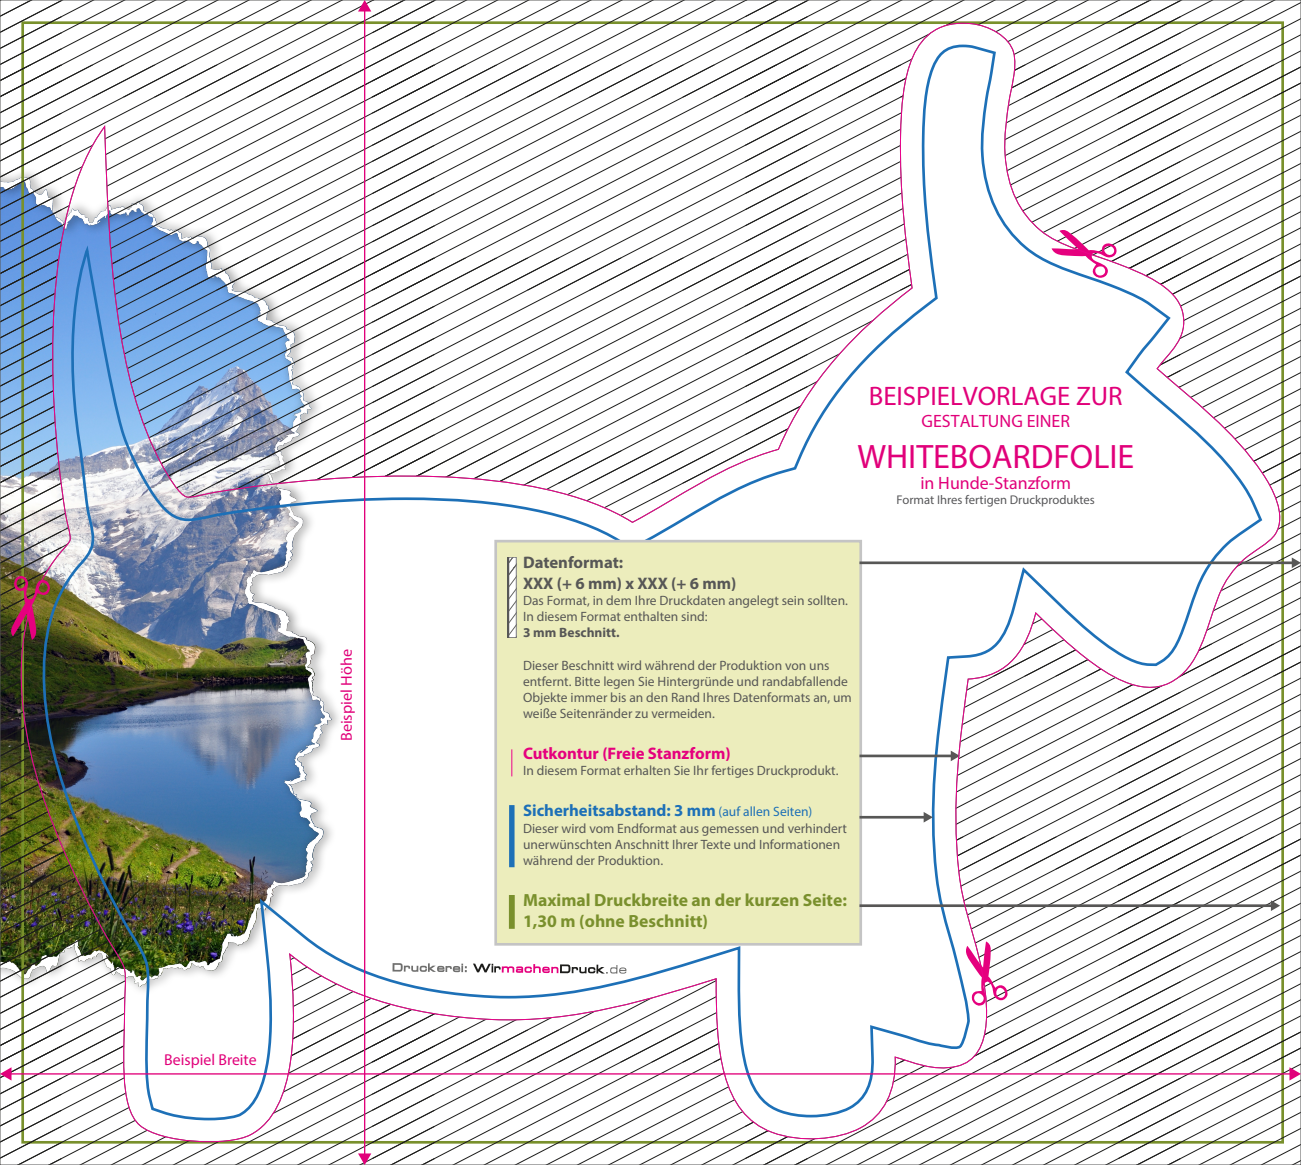 BEISPIELVORLAGE ZUR
GESTALTUNG EINER
WHITEBOARDFOLIE
in Hunde-Stanzform
Format Ihres fertigen Druckproduktes
Datenformat:
XXX (+ 6 mm) x XXX (+ 6 mm)
Das Format, in dem Ihre Druckdaten angelegt sein sollten.
In diesem Format enthalten sind:
3 mm Beschnitt.
Dieser Beschnitt wird während der Produktion von uns
entfernt. Bitte legen Sie Hintergründe und randabfallende
Objekte immer bis an den Rand Ihres Datenformats an, um
weiße Seitenränder zu vermeiden.
Cutkontur (Freie Stanzform)
In diesem Format erhalten Sie Ihr fertiges Druckprodukt.
Sicherheitsabstand: 3 mm (auf allen Seiten)
Dieser wird vom Endformat aus gemessen und verhindert
unerwünschten Anschnitt Ihrer Texte und Informationen
während der Produktion.
Maximal Druckbreite an der kurzen Seite:
1,30 m (ohne Beschnitt)
Beispiel Höhe
Druckerei: WirmachenDruck.de
Beispiel Breite